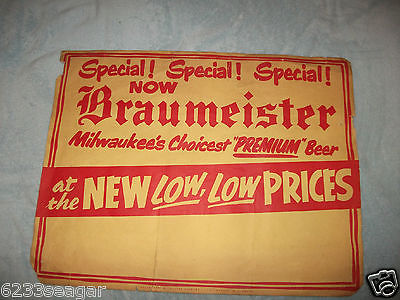 Special! Special! Special!
NOW
Braumeister
Milwaukee's Choicest "PREMIUM" Beer
at the NEW LOW, LOW PRICES
6233seagar